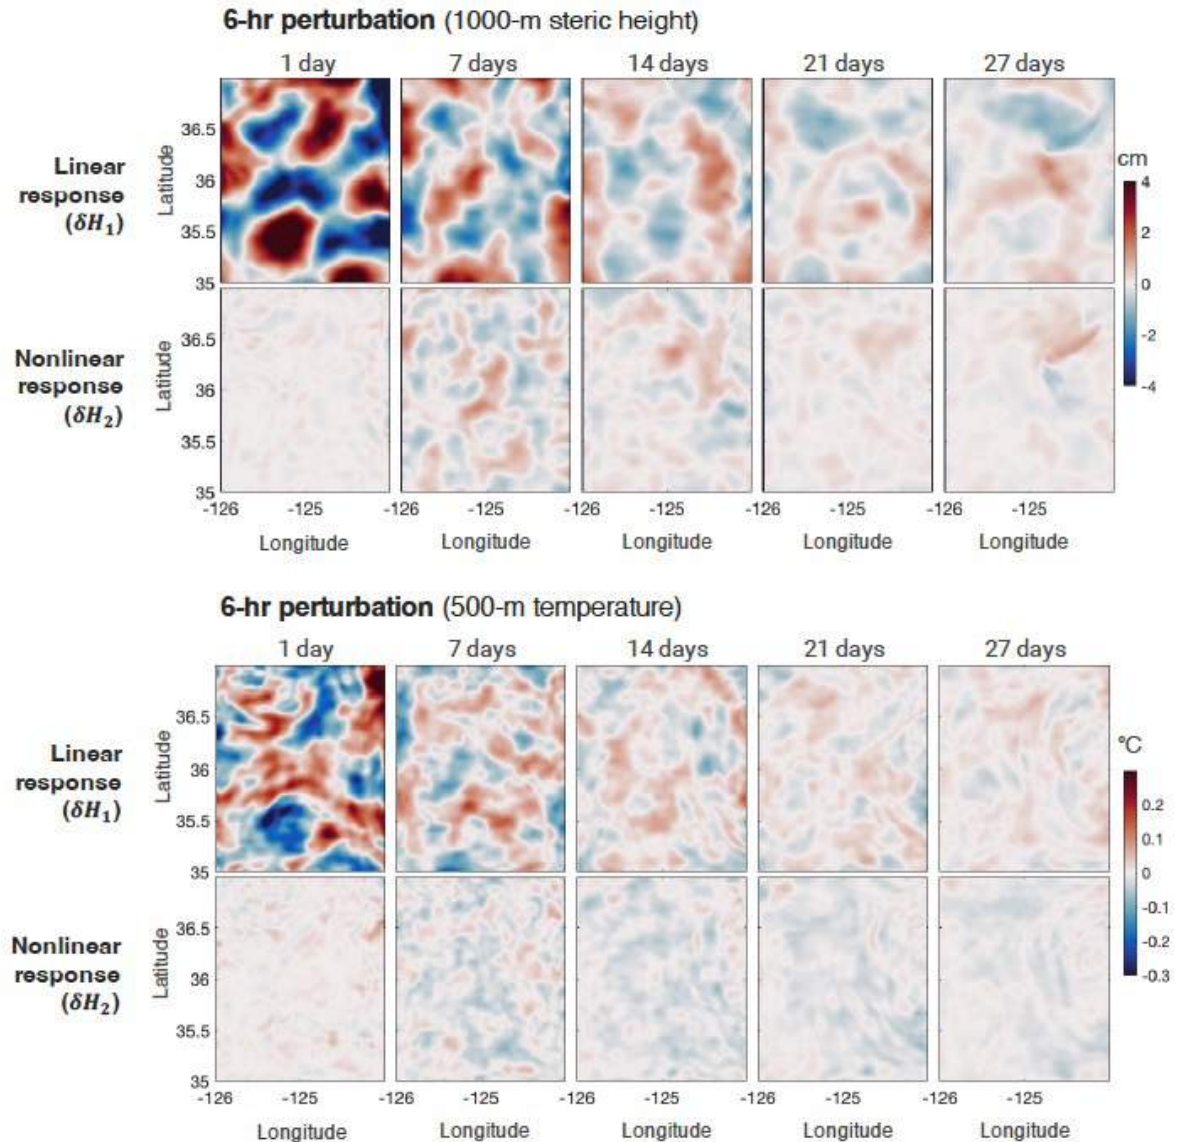 6-hr perturbation (1000-m steric height)
1 day 7 days 14 days 21 days 27 days
Linear
response
(δH₁)
Latitude
36.5
36
35.5
35
cm
4
2
0
-2
-4
Nonlinear
response
(δH₂)
Latitude
36.5
36
35.5
35
-126 -125 -126 -125 -126 -125 -126 -125 -126 -125
Longitude Longitude Longitude Longitude Longitude
6-hr perturbation (500-m temperature)
1 day 7 days 14 days 21 days 27 days
Linear
response
(δH₁)
Latitude
36.5
36
35.5
35
°C
0.2
0.1
0
-0.1
-0.2
-0.3
Nonlinear
response
(δH₂)
Latitude
36.5
36
35.5
35
-126 -125 -126 -125 -126 -125 -126 -125 -126 -125
Longitude Longitude Longitude Longitude Longitude